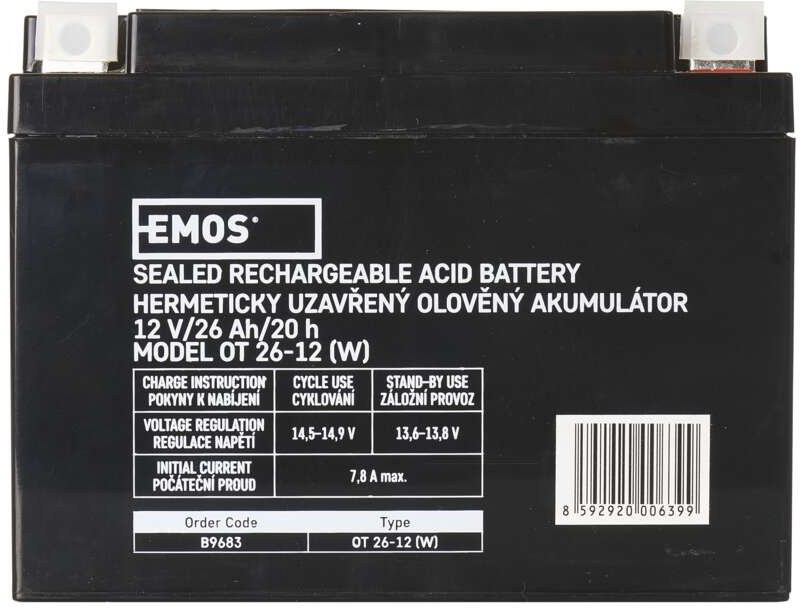 EMOS®
SEALED RECHARGEABLE ACID BATTERY
HERMETICKY UZAVŘENÝ OLOVĚNÝ AKUMULÁTOR
12 V/26 Ah/20 h
MODEL OT 26-12 (W)
CHARGE INSTRUCTION CYCLE USE STAND-BY USE
POKYNY K NABÍJENÍ CYKLOVÁNÍ ZÁLOŽNÍ PROVOZ
VOLTAGE REGULATION
REGULACE NAPĚTÍ 14,5–14,9 V 13,6–13,8 V
INITIAL CURRENT
POČÁTEČNÍ PROUD 7,8 A max.
Order Code Type
B9683 OT 26-12 (W)
8 592920 006399